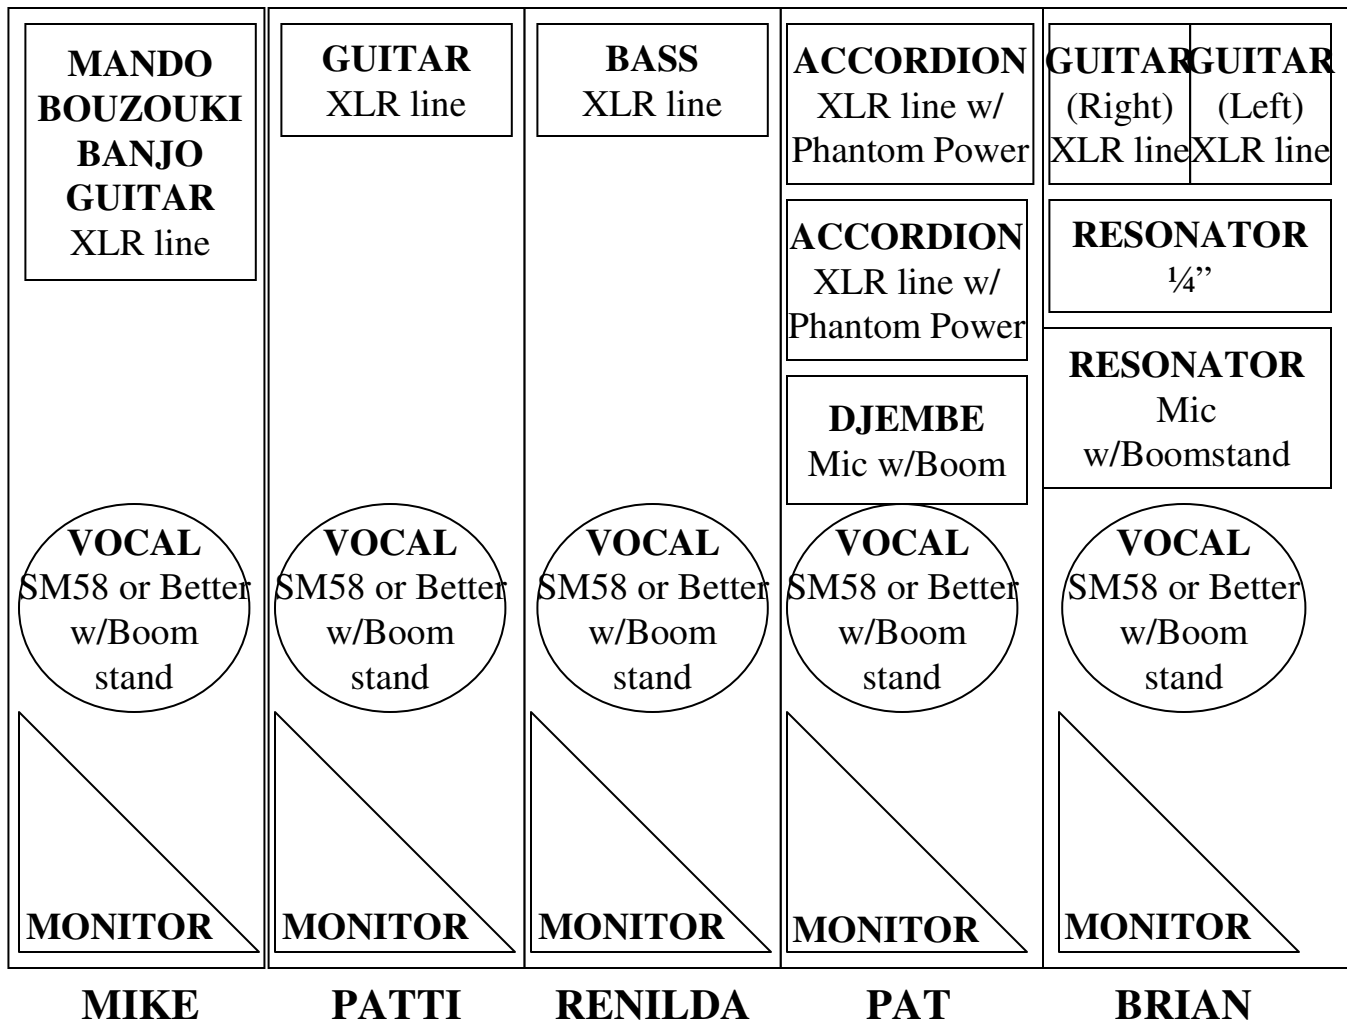 MANDO
BOUZOUKI
BANJO
GUITAR
XLR line
GUITAR
XLR line
BASS
XLR line
ACCORDION
XLR line w/
Phantom Power
ACCORDION
XLR line w/
Phantom Power
DJEMBE
Mic w/Boom
GUITAR
(Right)
XLR line
GUITAR
(Left)
XLR line
RESONATOR
¼”
RESONATOR
Mic
w/Boomstand
VOCAL
SM58 or Better
w/Boom
stand
VOCAL
SM58 or Better
w/Boom
stand
VOCAL
SM58 or Better
w/Boom
stand
VOCAL
SM58 or Better
w/Boom
stand
VOCAL
SM58 or Better
w/Boom
stand
MONITOR
MONITOR
MONITOR
MONITOR
MONITOR
MIKE
PATTI
RENILDA
PAT
BRIAN